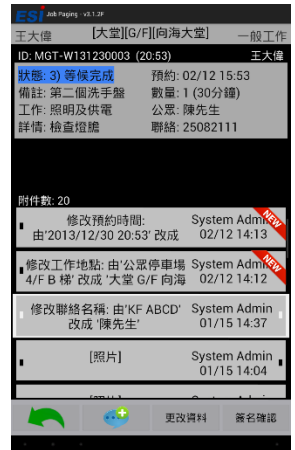 ESI Job Paging - v3.1.2F
王大偉 [大堂][G/F][向海大堂] 一般工作
ID: MGT-W131230003 (20:53) 王大偉
狀態: 3) 等候完成 預約: 02/12 15:53
備註: 第二個洗手盤 數量: 1 (30分鐘)
工作: 照明及供電 公眾: 陳先生
詳情: 檢查燈膽 聯絡: 25082111
附件數: 20
修改預約時間: System Admin NEW
由'2013/12/30 20:53' 改成 02/12 14:13
修改工作地點: 由'公眾停車場 System Admin NEW
4/F B 梯' 改成 '大堂 G/F 向海 02/12 14:12
修改聯絡名稱: 由'KF ABCD' System Admin
改成 '陳先生' 01/15 14:37
[照片] System Admin
01/15 14:04
更改資料 簽名確認